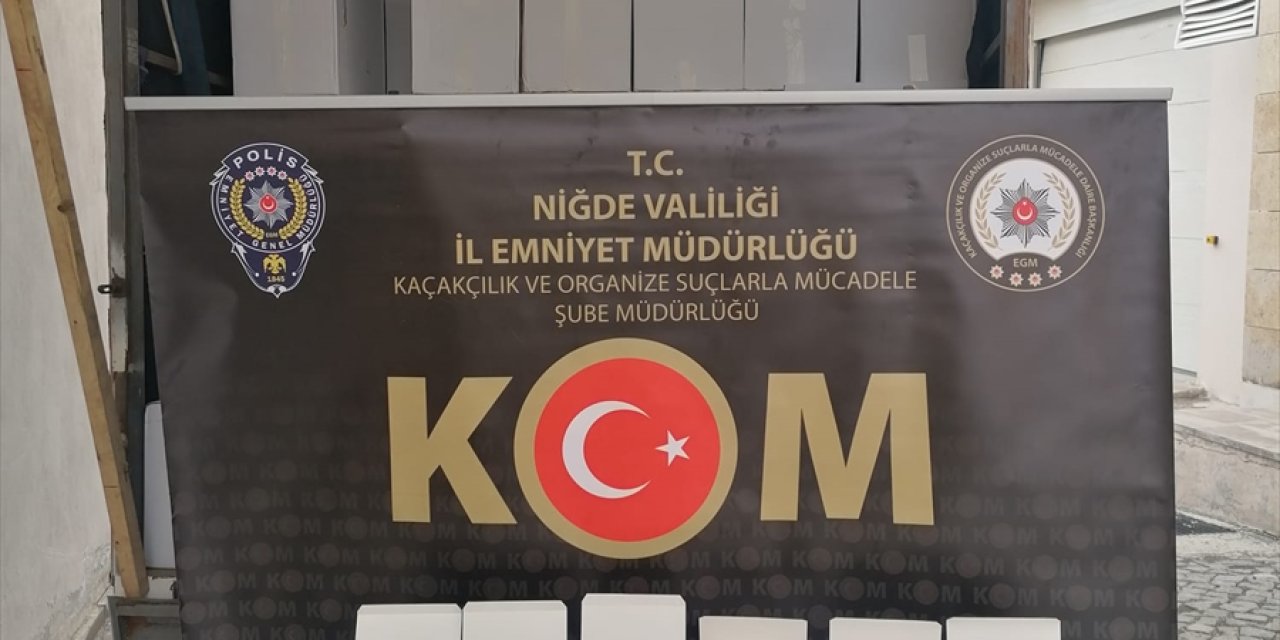 T.C.
NİĞDE VALİLİĞİ
İL EMNİYET MÜDÜRLÜĞÜ
KAÇAKÇILIK VE ORGANİZE SUÇLARLA MÜCADELE
ŞUBE MÜDÜRLÜĞÜ
KOM
POLİS
EMNİYET GENEL MÜDÜRLÜĞÜ
EGM
1845
KAÇAKÇILIK VE ORGANİZE SUÇLARLA MÜCADELE DAİRE BAŞKANLIĞI
EGM